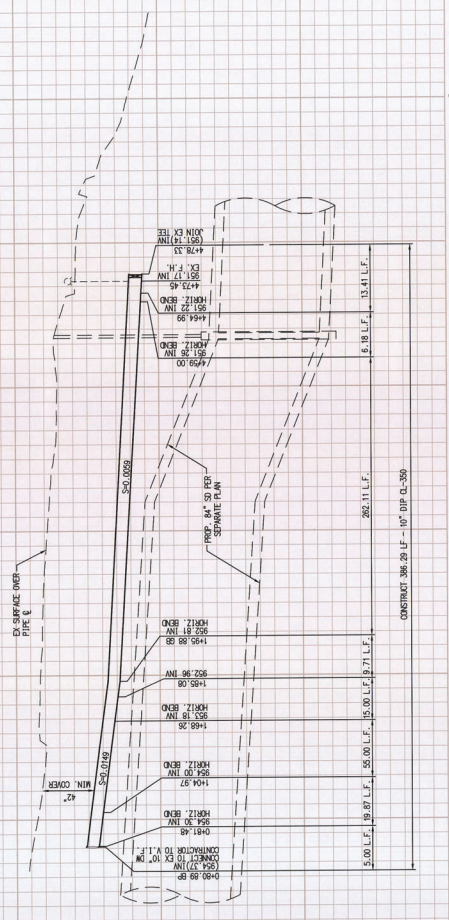 EX SURFACE OVER
PIPE ℄
42"
MIN. COVER
S=0.0149
S=0.0059
PROP. 84" SD PER
SEPARATE PLAN
0+80.89 BP
(954.37)INV
CONNECT TO EX 10" DW
CONTRACTOR TO V.I.F.
0+81.48
954.30 INV
HORIZ. BEND
1+04.97
954.00 INV
HORIZ. BEND
1+68.26
953.18 INV
HORIZ. BEND
1+85.08
952.96 INV
1+95.88 GB
952.81 INV
HORIZ. BEND
4+59.00
951.26 INV
HORIZ. BEND
4+64.99
951.22 INV
HORIZ. BEND
4+73.45
951.17 INV
EX. F.H.
4+78.33
(951.14)INV
JOIN EX TEE
5.00 L.F.
19.87 L.F.
55.00 L.F.
15.00 L.F.
9.71 L.F.
262.11 L.F.
6.18 L.F.
13.41 L.F.
CONSTRUCT 386.29 LF - 10" DIP CL-350